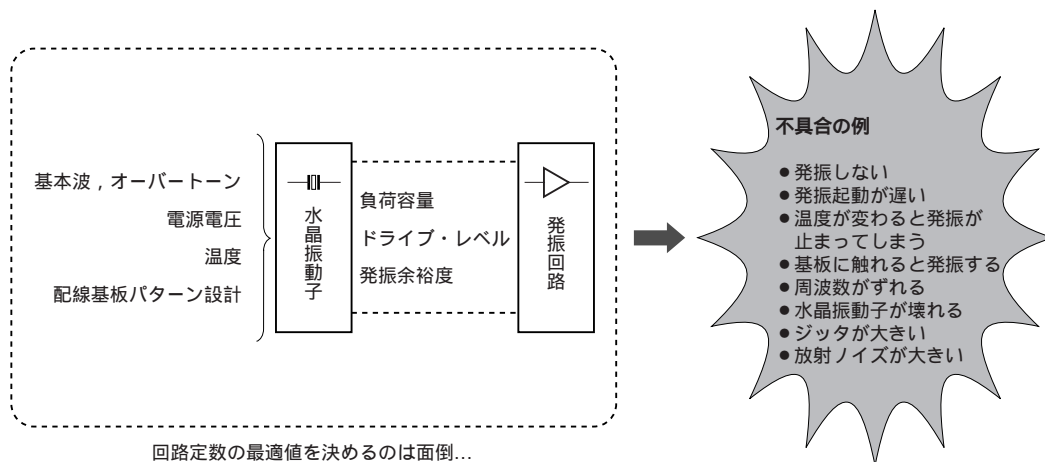 基本波，オーバートーン
電源電圧
温度
配線基板パターン設計
水晶振動子
負荷容量
ドライブ・レベル
発振余裕度
発振回路
不具合の例
●発振しない
●発振起動が遅い
●温度が変わると発振が
止まってしまう
●基板に触れると発振する
●周波数がずれる
●水晶振動子が壊れる
●ジッタが大きい
●放射ノイズが大きい
回路定数の最適値を決めるのは面倒…